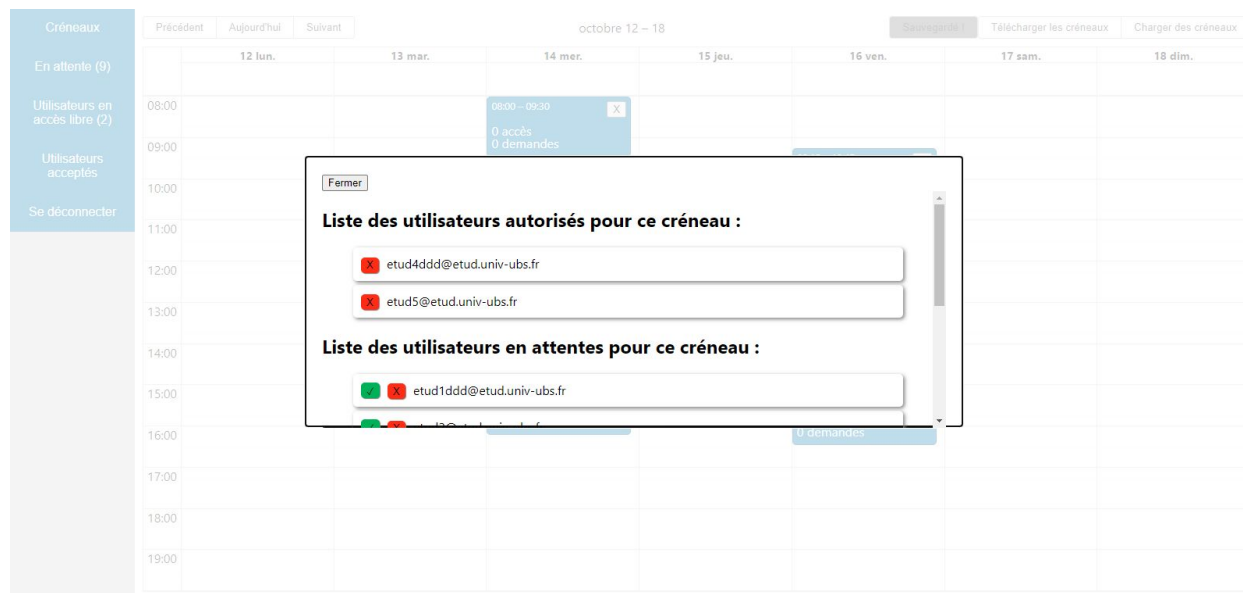 Créneaux
En attente (9)
Utilisateurs en
accès libre (2)
Utilisateurs
acceptés
Se déconnecter
Précédent Aujourd'hui Suivant
octobre 12 – 18
Sauvegardé ! Télécharger les créneaux Charger des créneaux
12 lun. 13 mar. 14 mer. 15 jeu. 16 ven. 17 sam. 18 dim.
08:00
09:00
10:00
11:00
12:00
13:00
14:00
15:00
16:00
17:00
18:00
19:00
08:00 – 09:30 X
0 accès
0 demandes
Fermer
Liste des utilisateurs autorisés pour ce créneau :
X etud4ddd@etud.univ-ubs.fr
X etud5@etud.univ-ubs.fr
Liste des utilisateurs en attentes pour ce créneau :
✓ X etud1ddd@etud.univ-ubs.fr
0 demandes